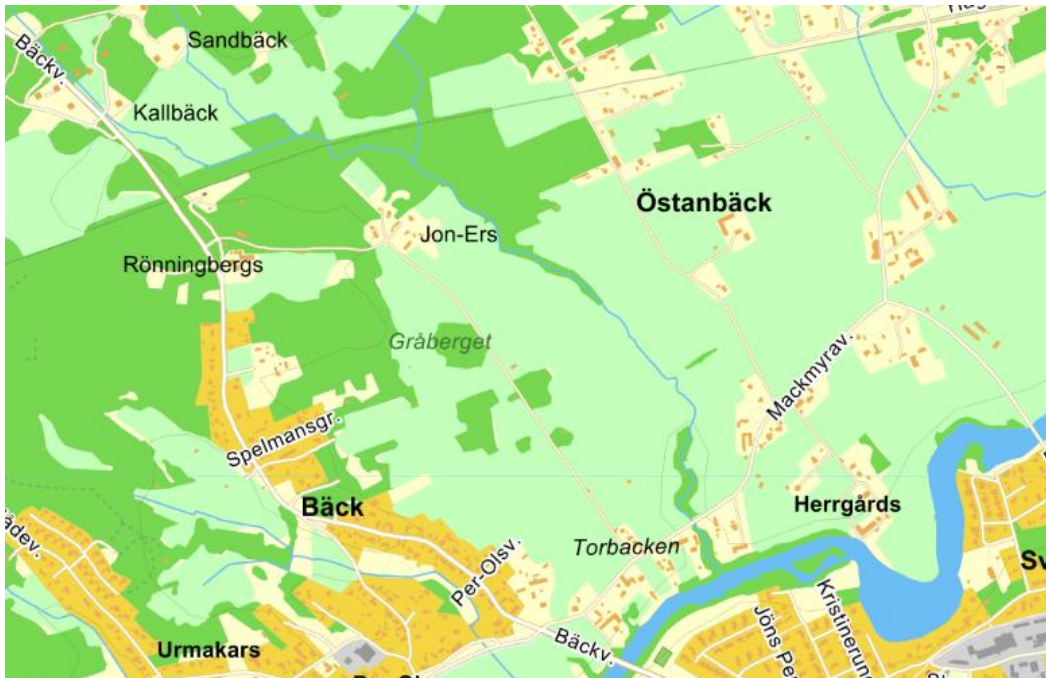 Sandbäck
Bäckv.
Kallbäck
Östanbäck
Jon-Ers
Rönningbergs
Gråberget
Mackmyrav.
Spelmansgr.
Bäck
Herrgårds
Torbacken
Per-Olsv.
Bäckv.
Urmakars